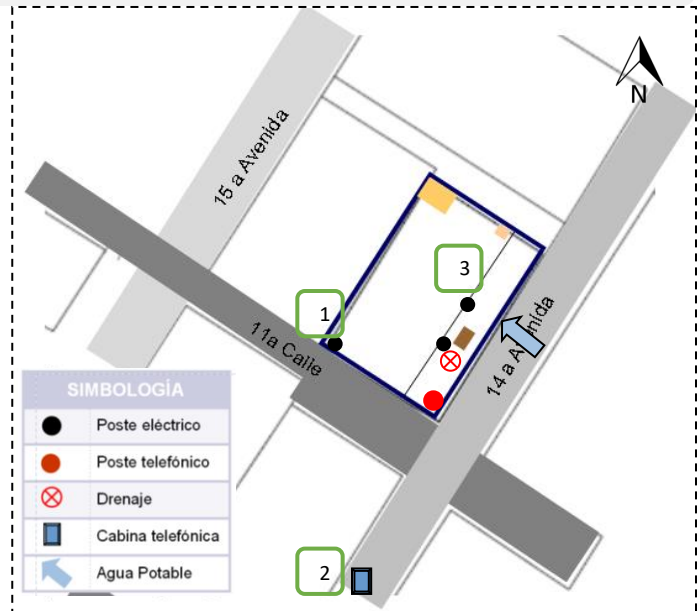 N
15 a Avenida
3
1
11a Calle
14 a Avenida
SIMBOLOGÍA
Poste eléctrico
Poste telefónico
Drenaje
Cabina telefónica
Agua Potable
2